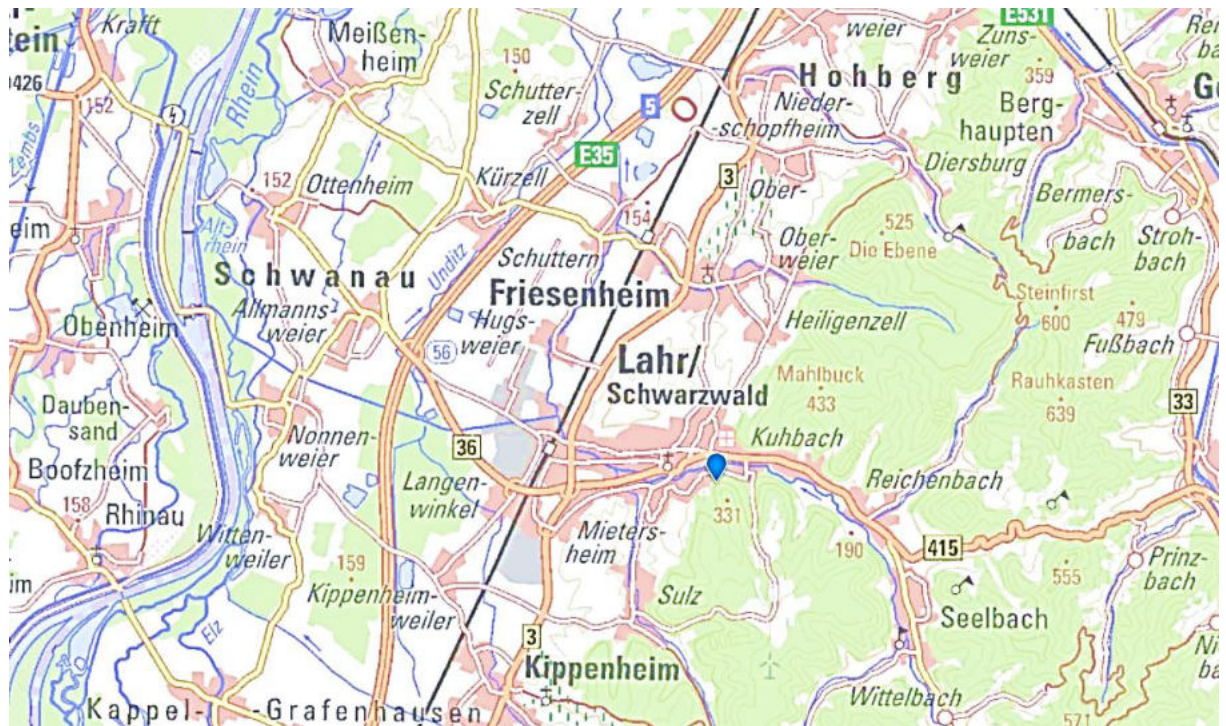 tein
Krafft
Meißen-
heim
150
Schutter-
zell
weier
E531
Zuns-
weier
359
Hohberg
Nieder-
-schopfheim
Berg
haupten
426
152
Rhein
Zembs
5
E35
3
Diersburg
Ottenheim
152
Kürzell
154
Ober-
Bermers-
bach
Stroh-
bach
heim
Alt
rhein
525
Die Ebene
Ober-
weier
Schuttern
Unditz
Schwanau
Friesenheim
Steinfirst
600
479
Fußbach
Obenheim
Allmanns-
weier
Hugs-
weier
56
Heiligenzell
Lahr/
Schwarzwald
Mahlbuck
433
Rauhkasten
639
33
Dauben-
sand
Nonnen-
weier
36
Kuhbach
Boofzheim
Langen-
winkel
Reichenbach
158
Rhinau
331
Mieters-
heim
190
415
Witten-
weiler
159
Prinz-
bach
555
Kippenheim-
weiler
Sulz
Seelbach
Elz
3
Kippenheim
Wittelbach
Kappel-
-Grafenhausen
571